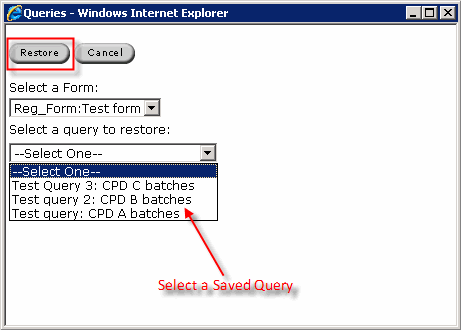 Queries - Windows Internet Explorer
Restore Cancel
Select a Form:
Reg_Form:Test form
Select a query to restore:
--Select One--
--Select One--
Test Query 3: CPD C batches
Test query 2: CPD B batches
Test query: CPD A batches
Select a Saved Query